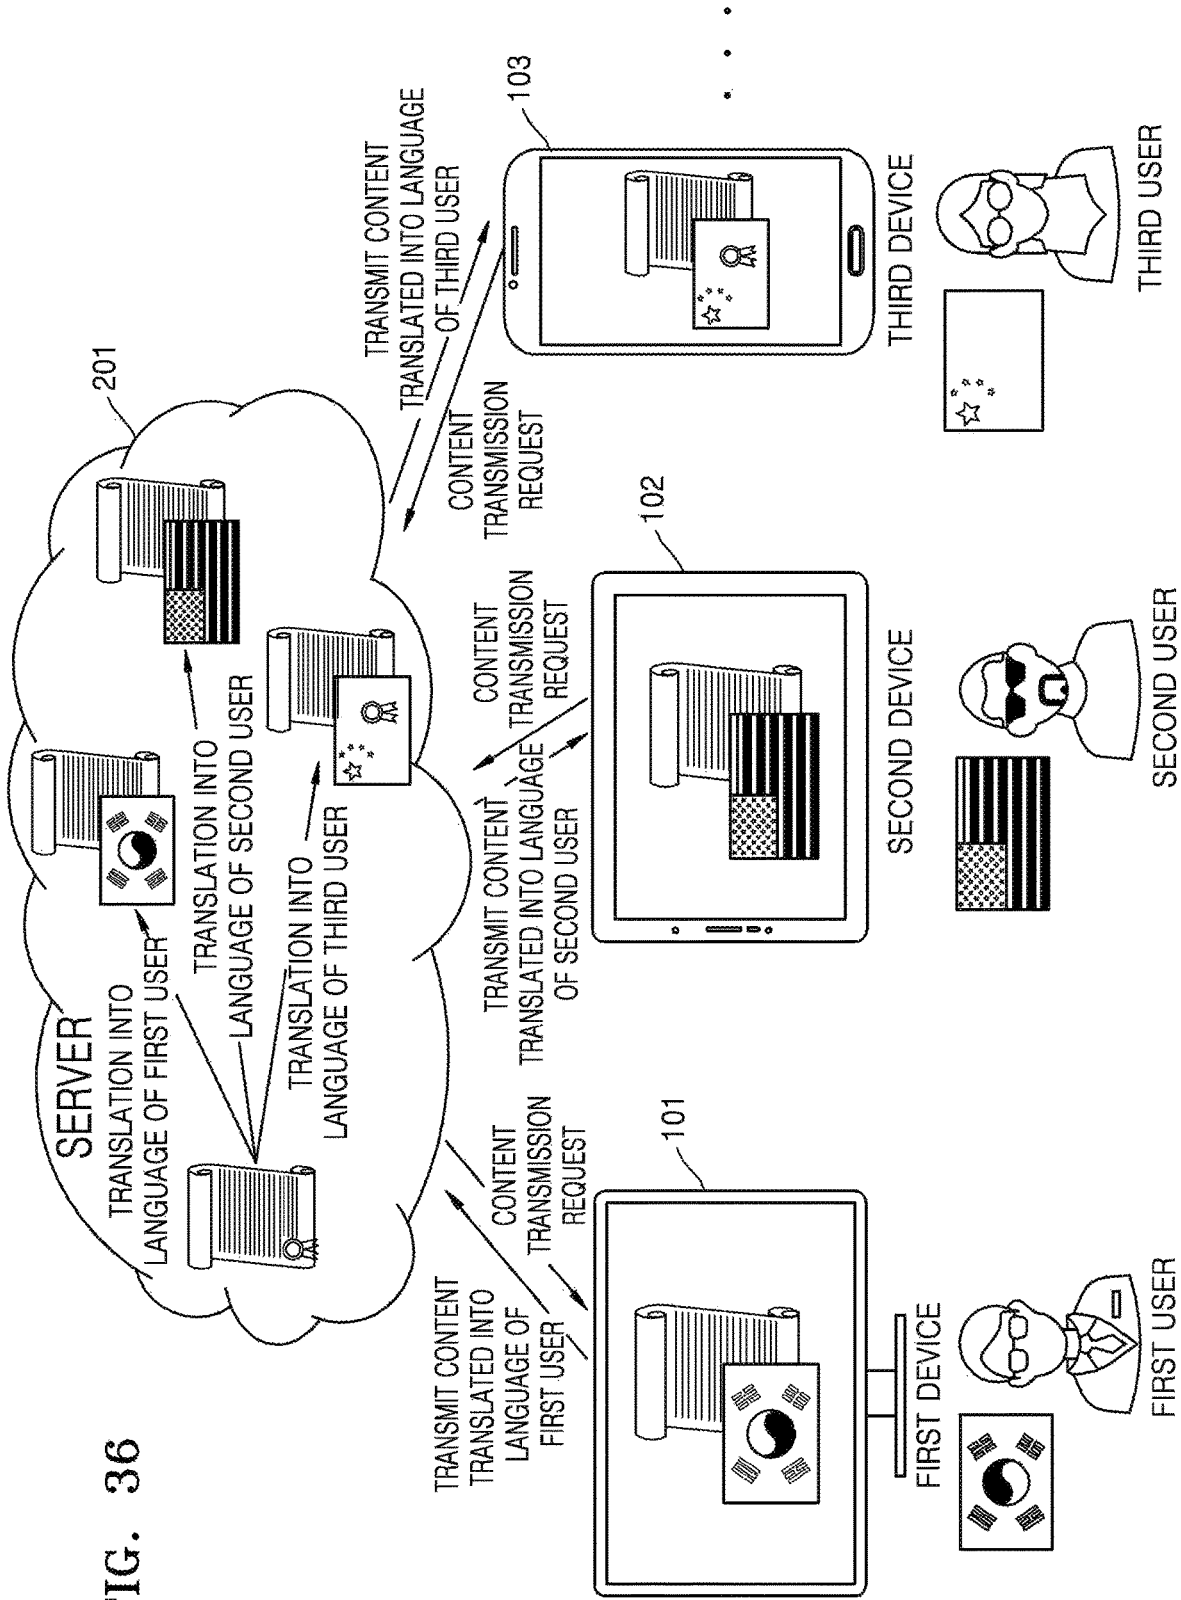 FIG. 36
SERVER
201
TRANSLATION INTO
LANGUAGE OF FIRST USER
TRANSLATION INTO
LANGUAGE OF SECOND USER
TRANSLATION INTO
LANGUAGE OF THIRD USER
TRANSMIT CONTENT
TRANSLATED INTO
LANGUAGE OF
FIRST USER
CONTENT
TRANSMISSION
REQUEST
TRANSMIT CONTENT
TRANSLATED INTO LANGUAGE
OF SECOND USER
CONTENT
TRANSMISSION
REQUEST
CONTENT
TRANSMISSION
REQUEST
TRANSMIT CONTENT
TRANSLATED INTO LANGUAGE
OF THIRD USER
101
102
103
FIRST DEVICE
SECOND DEVICE
THIRD DEVICE
FIRST USER
SECOND USER
THIRD USER